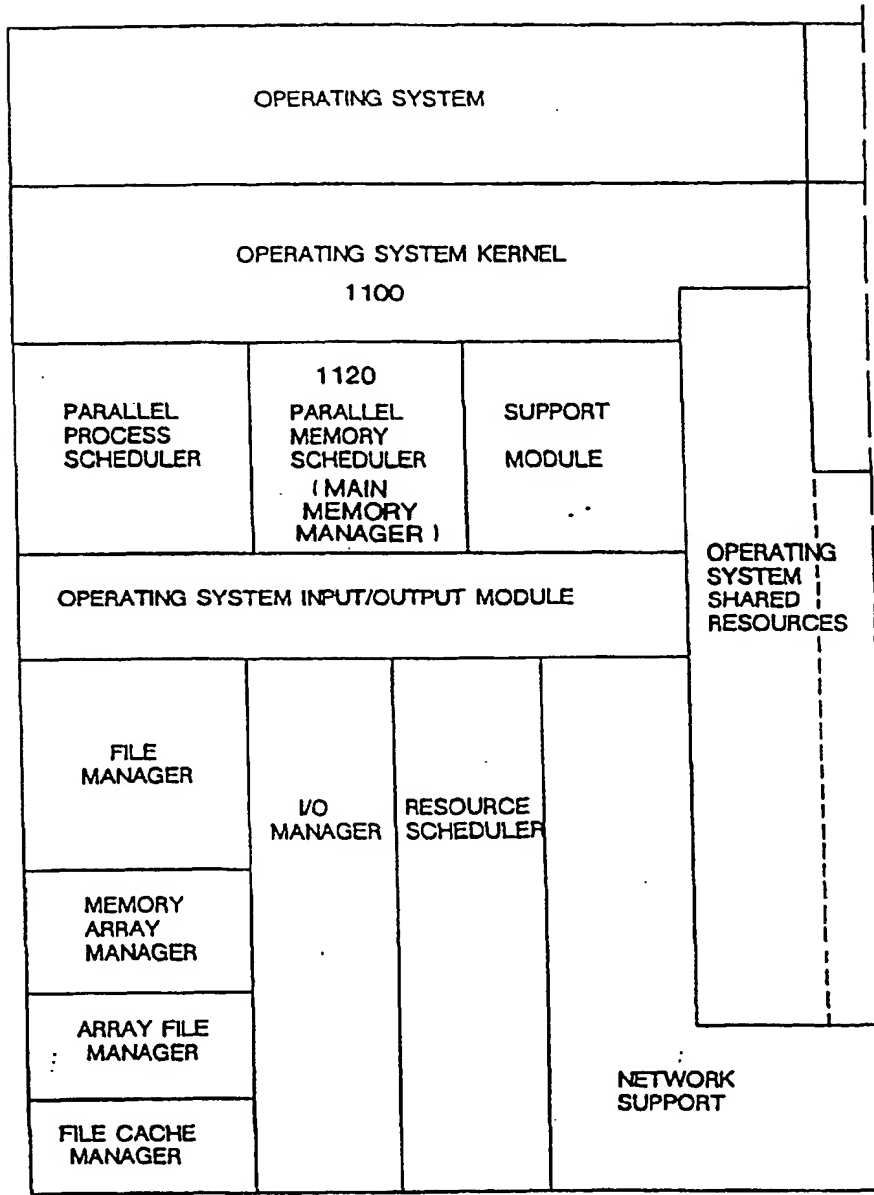 OPERATING SYSTEM
OPERATING SYSTEM KERNEL
1100
PARALLEL
PROCESS
SCHEDULER
1120
PARALLEL
MEMORY
SCHEDULER
(MAIN
MEMORY
MANAGER)
SUPPORT
MODULE
OPERATING
SYSTEM
SHARED
RESOURCES
OPERATING SYSTEM INPUT/OUTPUT MODULE
FILE
MANAGER
I/O
MANAGER
RESOURCE
SCHEDULER
MEMORY
ARRAY
MANAGER
ARRAY FILE
MANAGER
FILE CACHE
MANAGER
NETWORK
SUPPORT